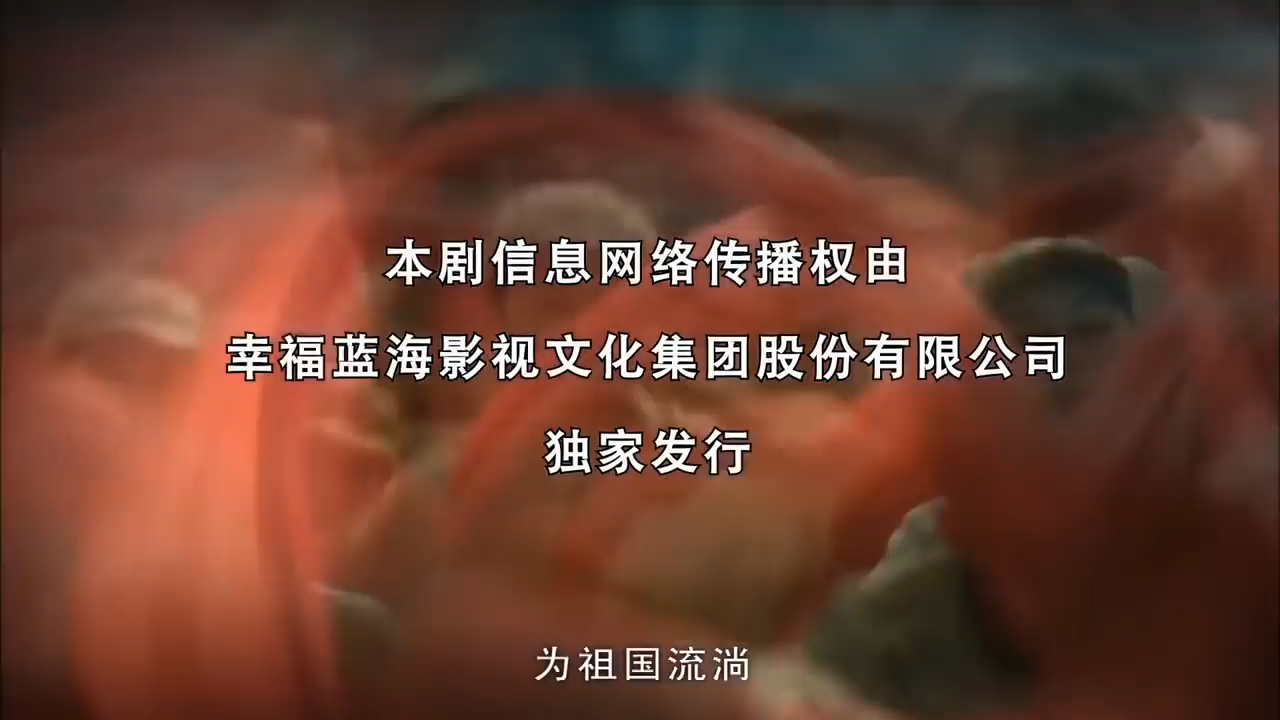 本剧信息网络传播权由
幸福蓝海影视文化集团股份有限公司
独家发行
为祖国流淌